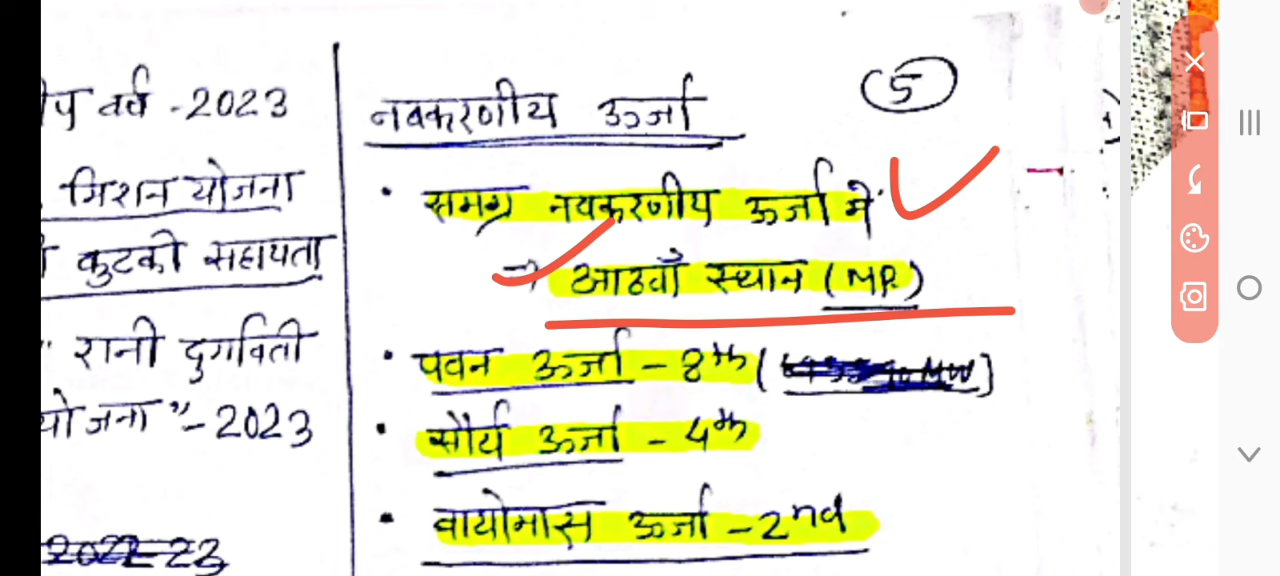 वर्ष -2023
मिशन योजना
कुटकी सहायता
रानी दुर्गावती
योजना" - 2023
2022-23
5
नवकरणीय ऊर्जा
• समग्र नवकरणीय ऊर्जा में
→ आठवाँ स्थान (MP)
• पवन ऊर्जा - 8th (
• सौर्य ऊर्जा - 4th
• वायोमास ऊर्जा - 2nd